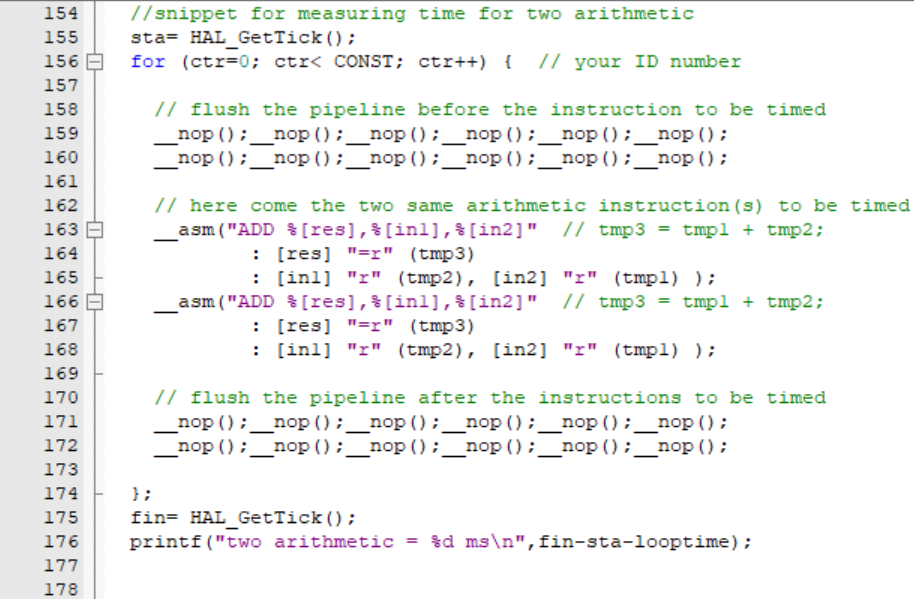 154 //snippet for measuring time for two arithmetic
155 sta= HAL_GetTick();
156 for (ctr=0; ctr< CONST; ctr++) {  // your ID number
157
158 // flush the pipeline before the instruction to be timed
159 __nop();__nop();__nop();__nop();__nop();__nop();
160 __nop();__nop();__nop();__nop();__nop();__nop();
161
162 // here come the two same arithmetic instruction(s) to be timed
163 __asm("ADD %[res],%[in1],%[in2]"  // tmp3 = tmp1 + tmp2;
164 : [res] "=r" (tmp3)
165 : [in1] "r" (tmp2), [in2] "r" (tmp1) );
166 __asm("ADD %[res],%[in1],%[in2]"  // tmp3 = tmp1 + tmp2;
167 : [res] "=r" (tmp3)
168 : [in1] "r" (tmp2), [in2] "r" (tmp1) );
169
170 // flush the pipeline after the instructions to be timed
171 __nop();__nop();__nop();__nop();__nop();__nop();
172 __nop();__nop();__nop();__nop();__nop();__nop();
173
174 };
175 fin= HAL_GetTick();
176 printf("two arithmetic = %d ms\n",fin-sta-looptime);
177
178